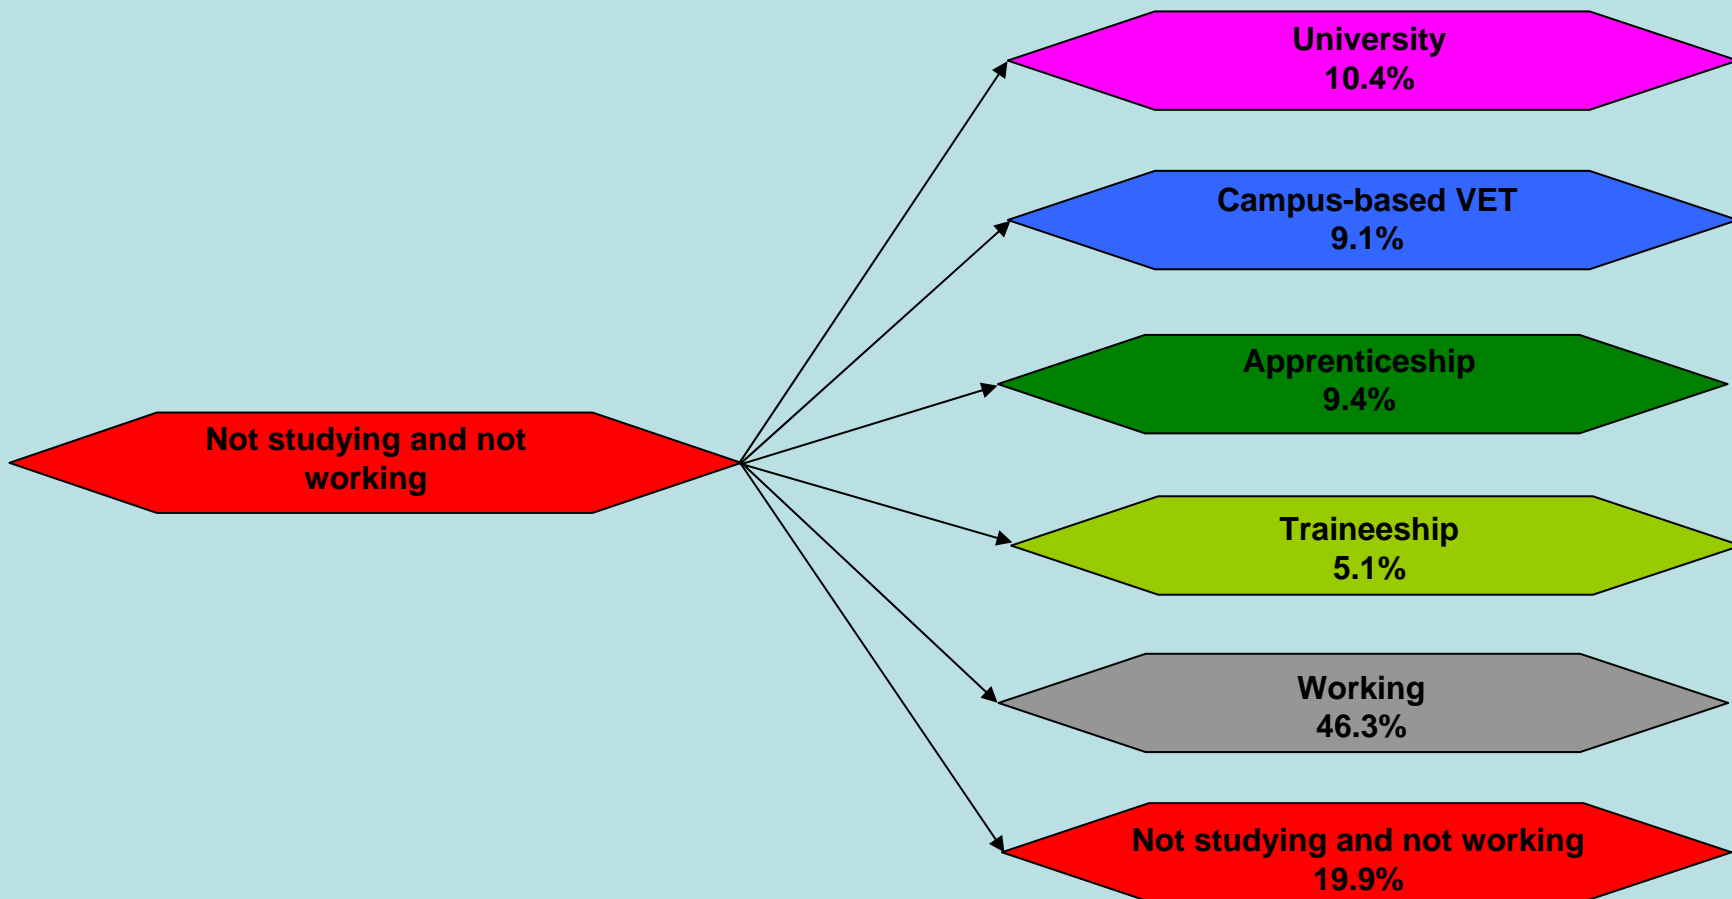 University
10.4%
Campus-based VET
9.1%
Apprenticeship
9.4%
Not studying and not
working
Traineeship
5.1%
Working
46.3%
Not studying and not working
19.9%